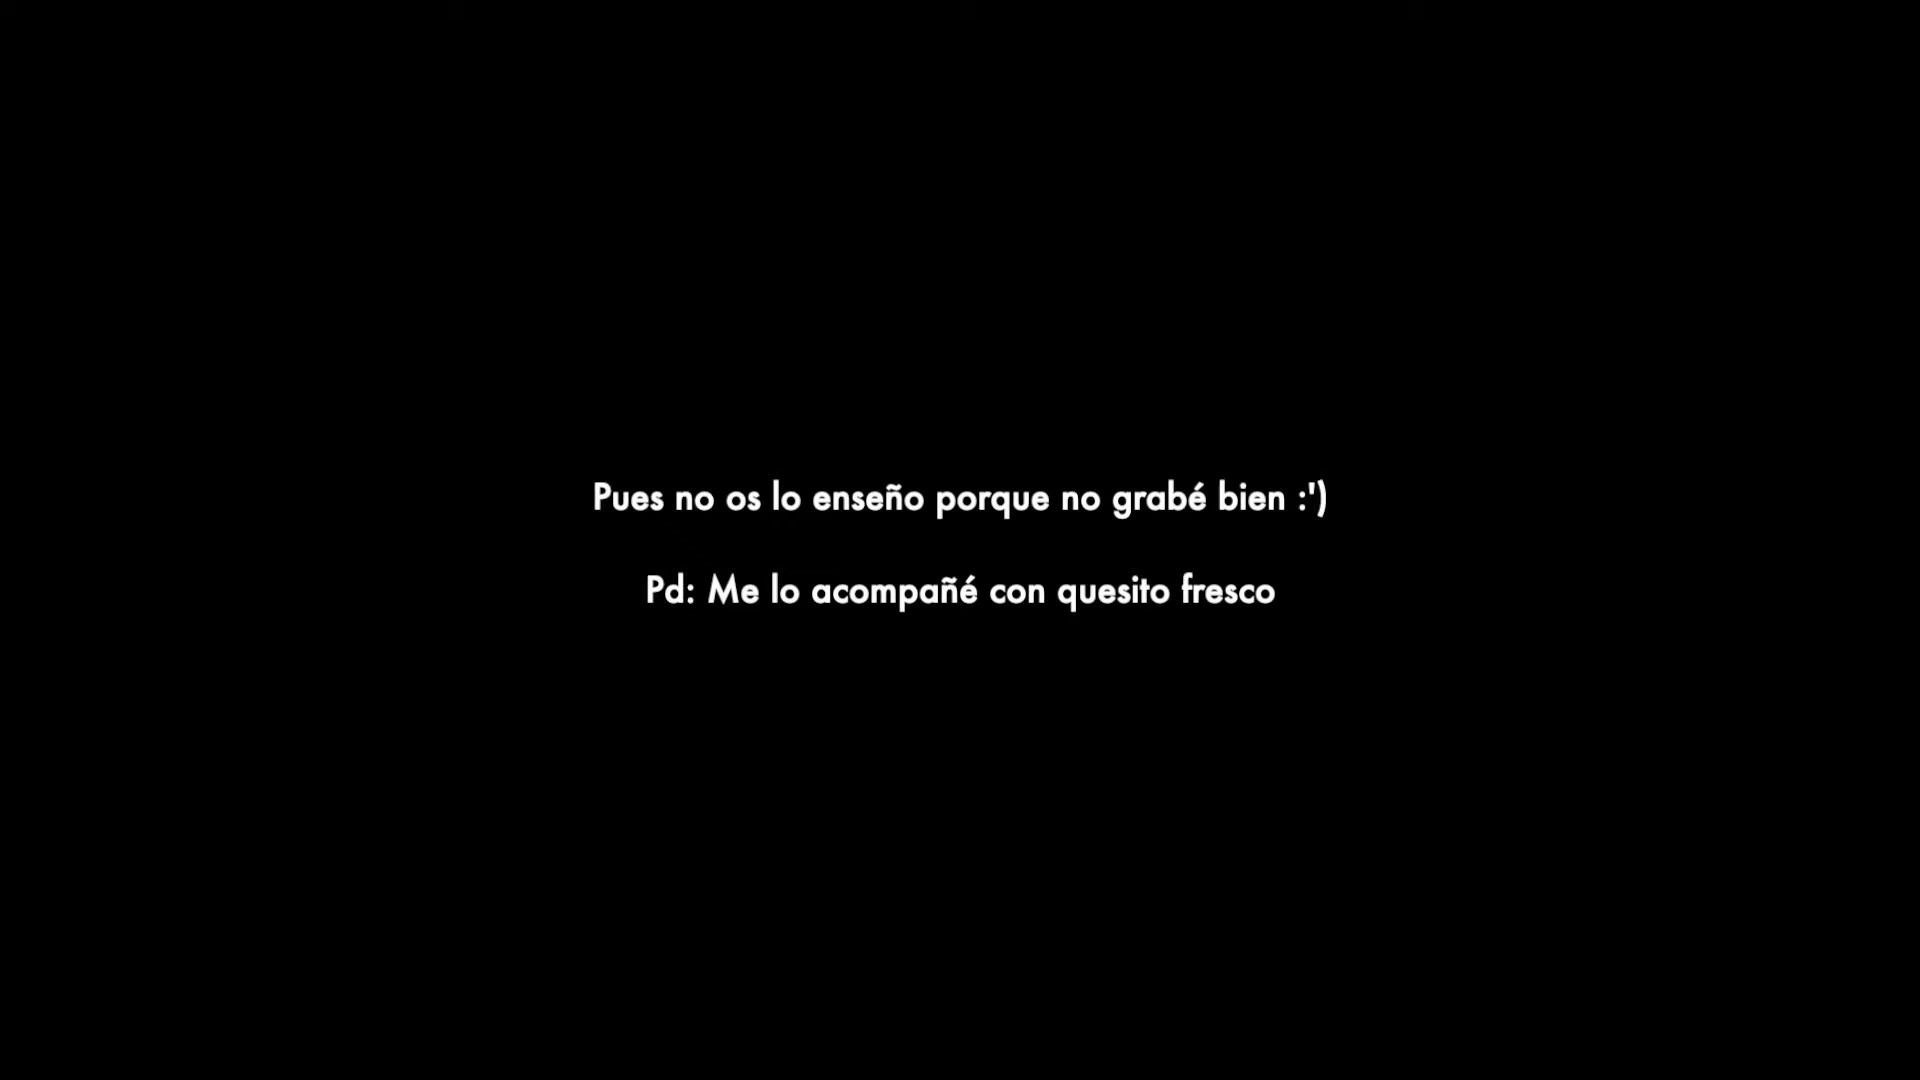 Pues no os lo enseño porque no grabé bien :')
Pd: Me lo acompañé con quesito fresco